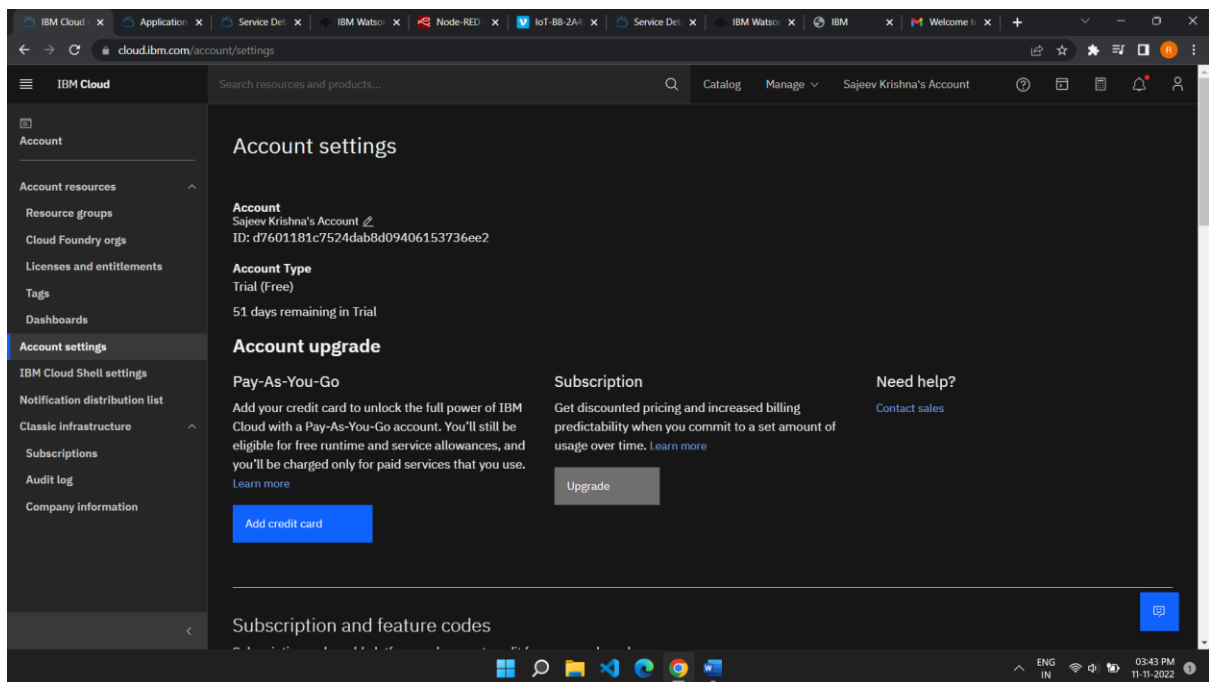 IBM Cloud /
Application
Service Det
IBM Watson
Node-RED
IoT-B8-2A4
Service Det
IBM Watson
IBM
Welcome to
cloud.ibm.com/account/settings
R
IBM Cloud
Search resources and products...
Catalog
Manage
Sajeev Krishna's Account
Account
Account resources
Resource groups
Cloud Foundry orgs
Licenses and entitlements
Tags
Dashboards
Account settings
IBM Cloud Shell settings
Notification distribution list
Classic infrastructure
Subscriptions
Audit log
Company information
Account settings
Account
Sajeev Krishna's Account
ID: d7601181c7524dab8d09406153736ee2
Account Type
Trial (Free)
51 days remaining in Trial
Account upgrade
Pay-As-You-Go
Add your credit card to unlock the full power of IBM
Cloud with a Pay-As-You-Go account. You'll still be
eligible for free runtime and service allowances, and
you'll be charged only for paid services that you use.
Learn more
Add credit card
Subscription
Get discounted pricing and increased billing
predictability when you commit to a set amount of
usage over time. Learn more
Upgrade
Need help?
Contact sales
Subscription and feature codes
ENG
IN
03:43 PM
11-11-2022
1